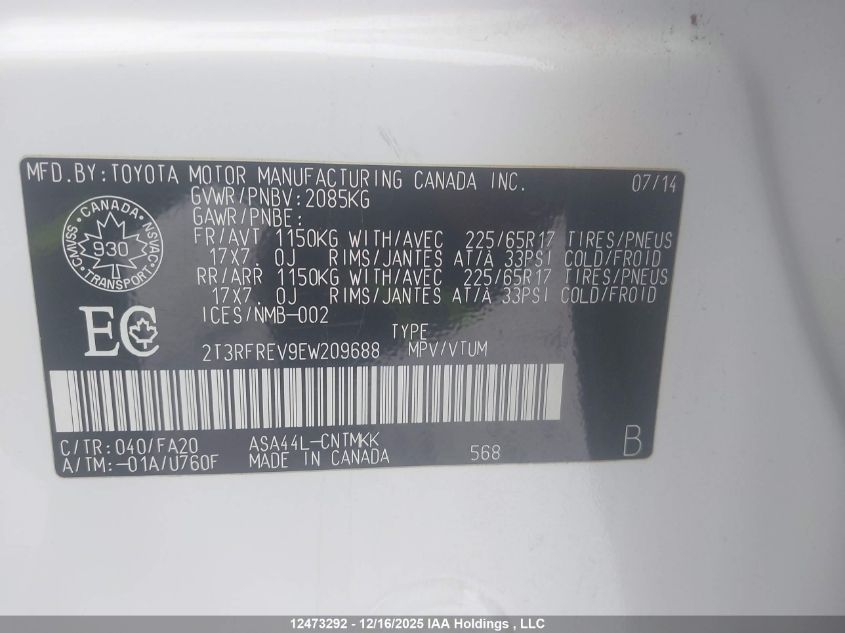 MFD.BY:TOYOTA MOTOR MANUFACTURING CANADA INC. 07/14
GVWR/PNBV:2085KG
GAWR/PNBE:
FR/AVT 1150KG WITH/AVEC 225/65R17 TIRES/PNEUS
17X7.0J RIMS/JANTES AT/À 33PSI COLD/FROID
RR/ARR 1150KG WITH/AVEC 225/65R17 TIRES/PNEUS
17X7.0J RIMS/JANTES AT/À 33PSI COLD/FROID
ICES/NMB-002
CANADA
CMVSS 930 NSVAC
TRANSPORT
EC
TYPE
2T3RFREV9EW209688 MPV/VTUM
C/TR:040/FA20 ASA44L-CNTMKK
A/TM:-01A/U760F MADE IN CANADA 568 B
12473292 - 12/16/2025 IAA Holdings , LLC